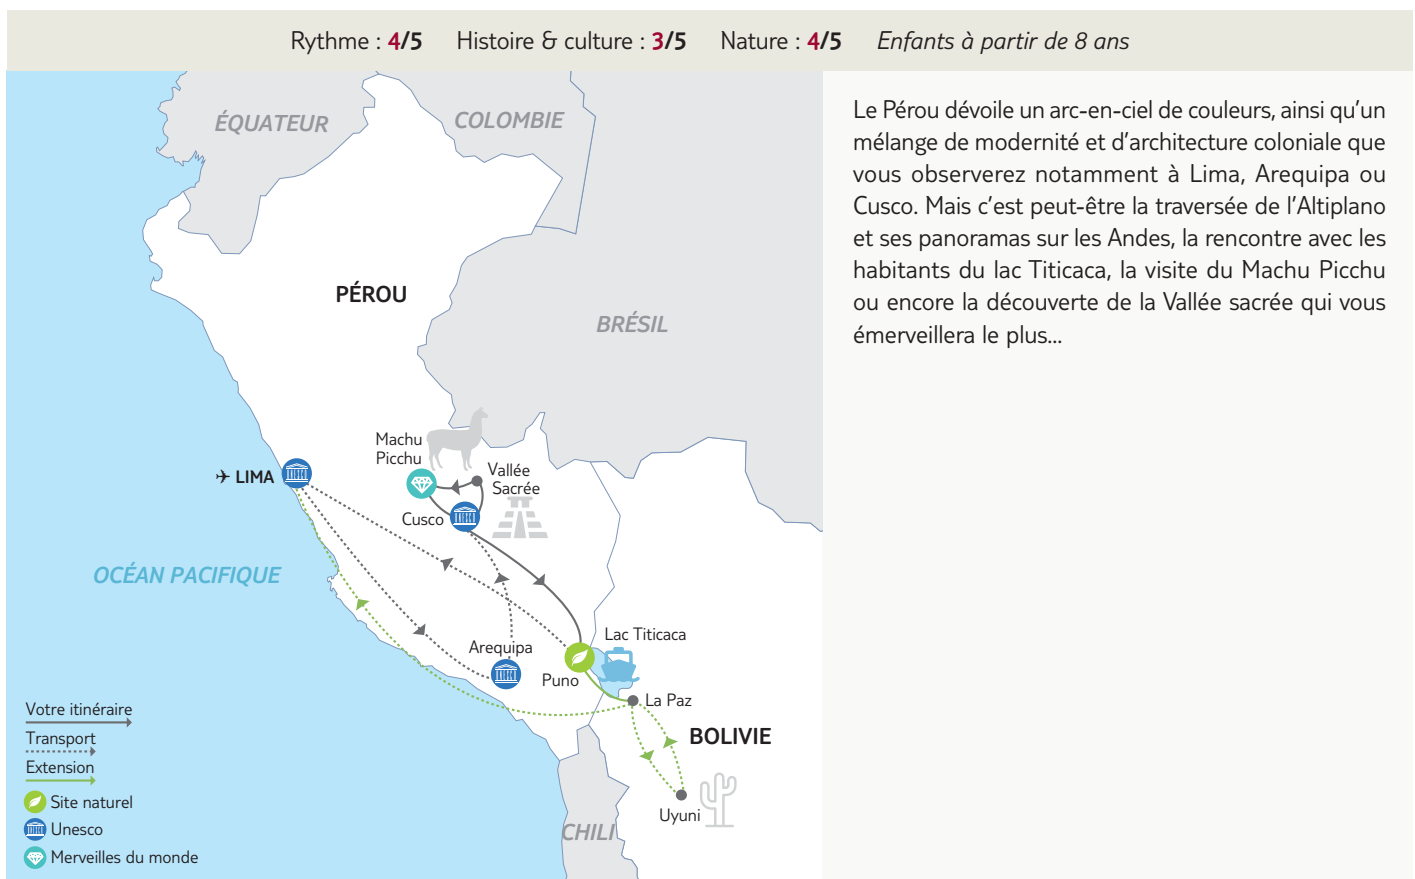 Rythme : 4/5 Histoire & culture : 3/5 Nature : 4/5 Enfants à partir de 8 ans
Le Pérou dévoile un arc-en-ciel de couleurs, ainsi qu'un
mélange de modernité et d'architecture coloniale que
vous observerez notamment à Lima, Arequipa ou
Cusco. Mais c'est peut-être la traversée de l'Altiplano
et ses panoramas sur les Andes, la rencontre avec les
habitants du lac Titicaca, la visite du Machu Picchu
ou encore la découverte de la Vallée sacrée qui vous
émerveillera le plus...
ÉQUATEUR
COLOMBIE
PÉROU
BRÉSIL
Machu
Picchu
Vallée
Sacrée
LIMA
UNESCO
Cusco
UNESCO
OCÉAN PACIFIQUE
Arequipa
UNESCO
Lac Titicaca
Puno
La Paz
BOLIVIE
Uyuni
CHILI
Votre itinéraire
Transport
Extension
Site naturel
UNESCO
Unesco
Merveilles du monde